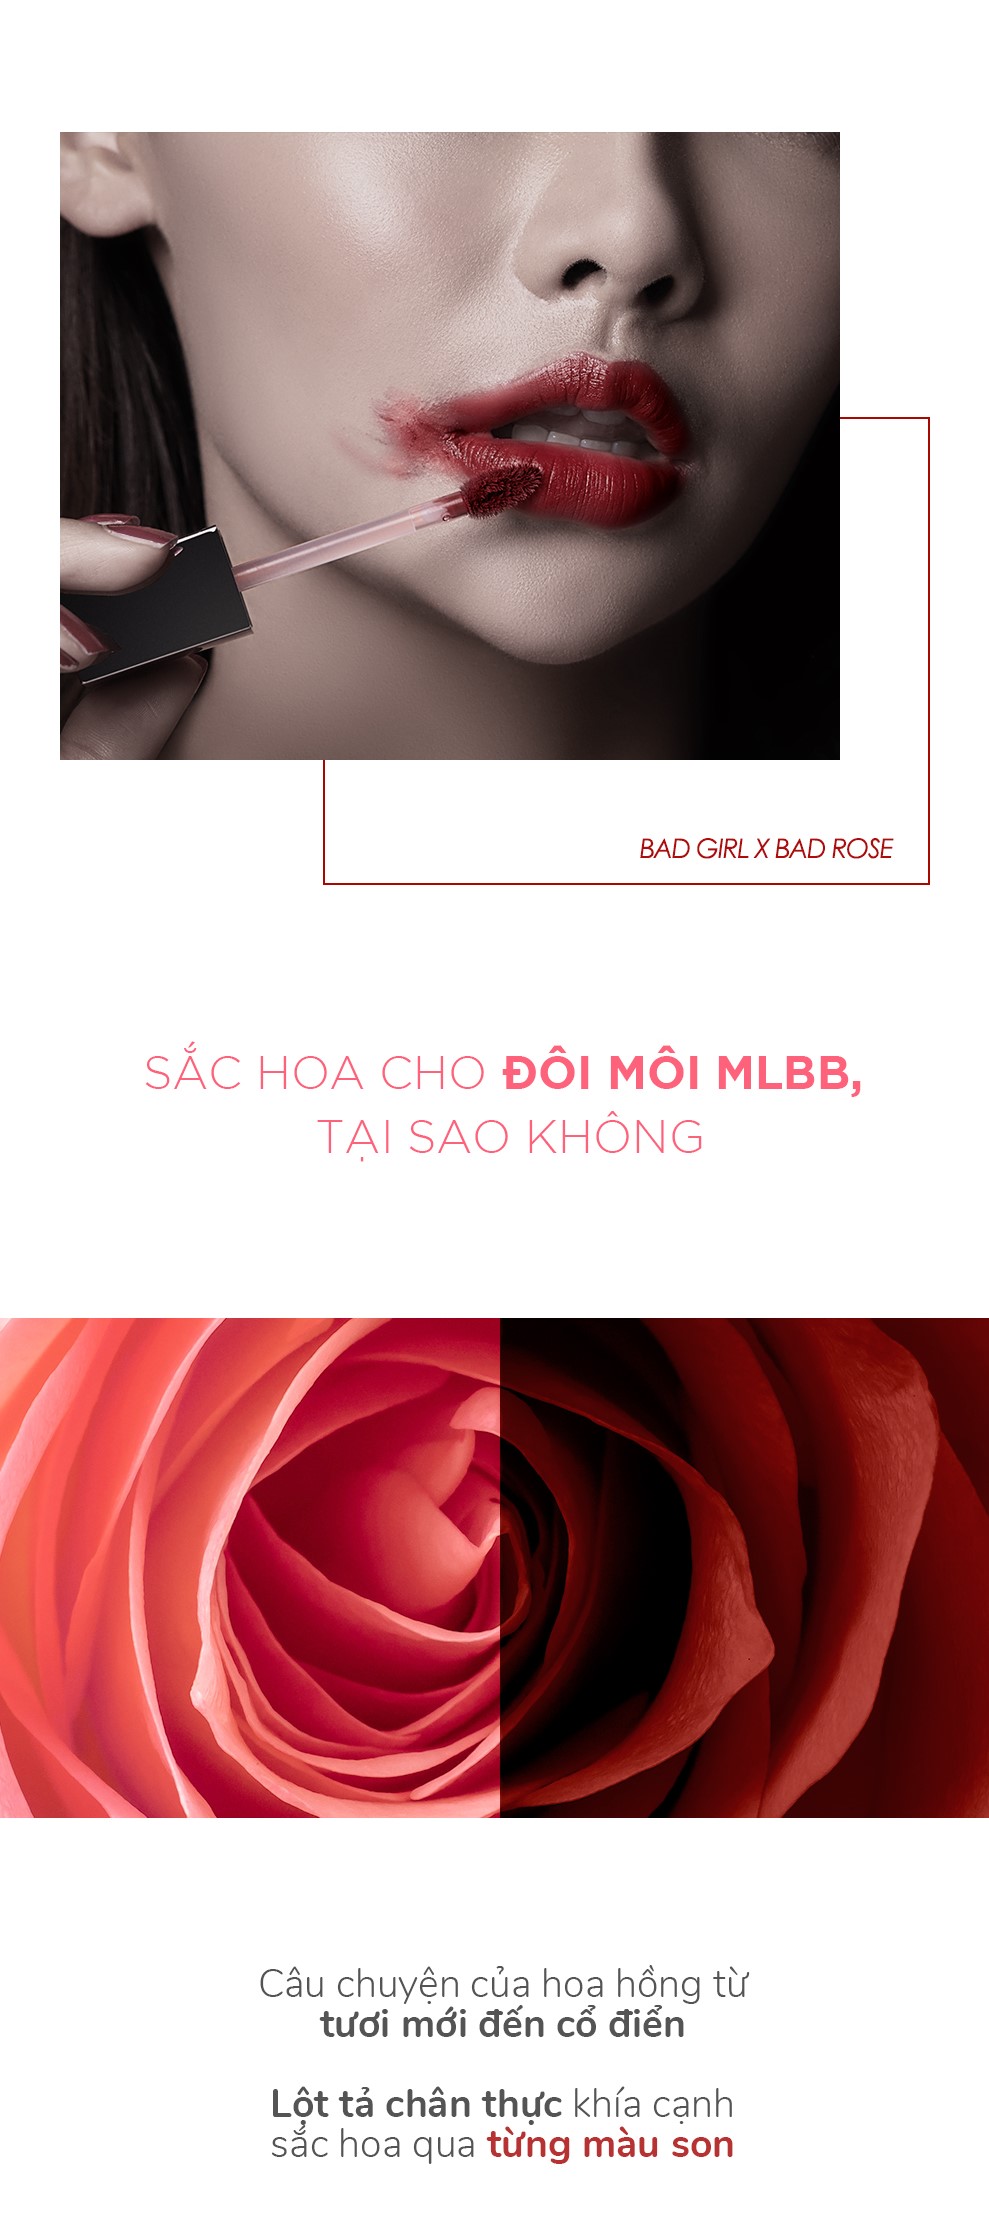 BAD GIRL X BAD ROSE
SẮC HOA CHO ĐÔI MÔI MLBB,
TẠI SAO KHÔNG
Câu chuyện của hoa hồng từ
tươi mới đến cổ điển
Lột tả chân thực khía cạnh
sắc hoa qua từng màu son